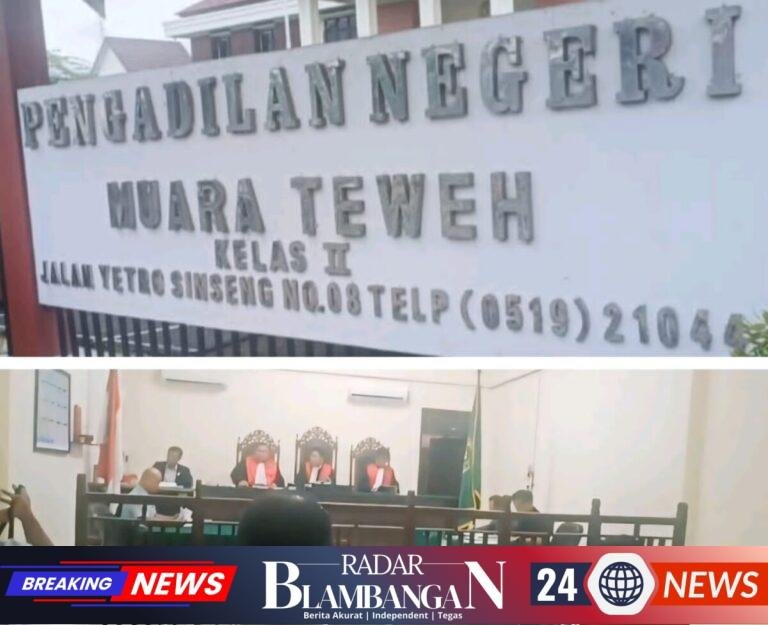 PENGADILAN NEGERI
MUARA TEWEH
KELAS II
JALAN YETRO SINSENG NO.08 TELP (0519) 21044
BREAKING NEWS
RADAR
BLAMBANGAN
Berita Akurat | Independent | Tegas
24 NEWS